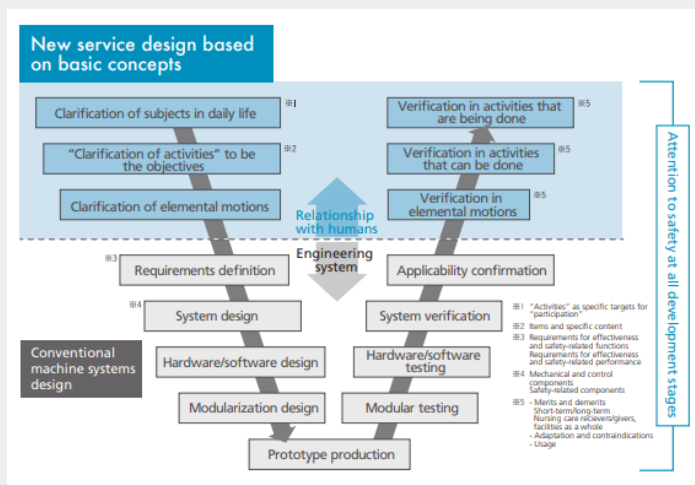 New service design based
on basic concepts
Clarification of subjects in daily life
※1
"Clarification of activities" to be
the objectives
※2
Clarification of elemental motions
Verification in activities that
are being done
※5
Verification in activities
that can be done
※5
Verification in
elemental motions
※5
Relationship
with humans
Engineering
system
※3
Requirements definition
※4
System design
Hardware/software design
Modularization design
Prototype production
Applicability confirmation
System verification
Hardware/software
testing
Modular testing
Conventional
machine systems
design
Attention to safety at all development stages
※1 "Activities" as specific targets for
"participation"
※2 Items and specific content
※3 Requirements for effectiveness
and safety-related functions
Requirements for effectiveness
and safety-related performance
※4 Mechanical and control
components
Safety-related components
※5 - Merits and demerits
Short-term/long-term
Nursing care recievers/givers,
facilities as a whole
- Adaptation and contraindications
- Usage